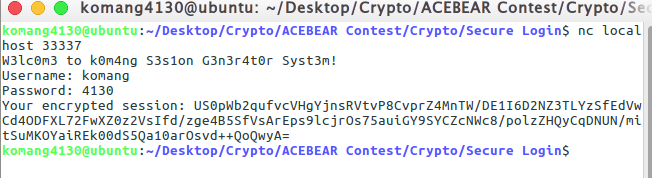 komang4130@ubuntu: ~/Desktop/Crypto/ACEBEAR Contest/Crypto/Sec
komang4130@ubuntu:~/Desktop/Crypto/ACEBEAR Contest/Crypto/Secure Login$ nc local
host 33337
W3lc0m3 to k0m4ng S3s1on G3n3r4t0r Syst3m!
Username: komang
Password: 4130
Your encrypted session: US0pWb2qufvcVHgYjnsRVtvP8CvprZ4MnTW/DE1I6D2NZ3TLYzSfEdVw
Cd4ODFXL72FwXZ0z2VsIfd/zge4B5SfVsArEps9lcjrOs75auiGY9SYCZcNWc8/polzZHQyCqDNUN/mi
tSuMKOYaiREk00dS5Qa10arOsvd++QoQwyA=
komang4130@ubuntu:~/Desktop/Crypto/ACEBEAR Contest/Crypto/Secure Login$